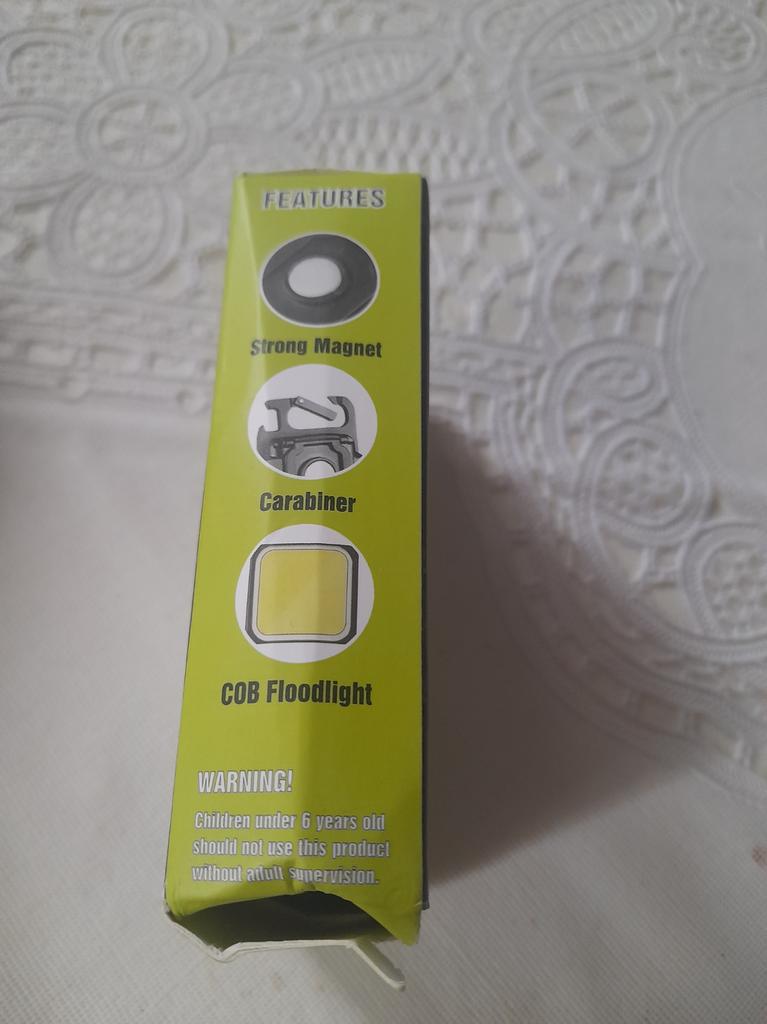 FEATURES
Strong Magnet
Carabiner
COB Floodlight
WARNING!
Children under 6 years old
should not use this product
without adult supervision.